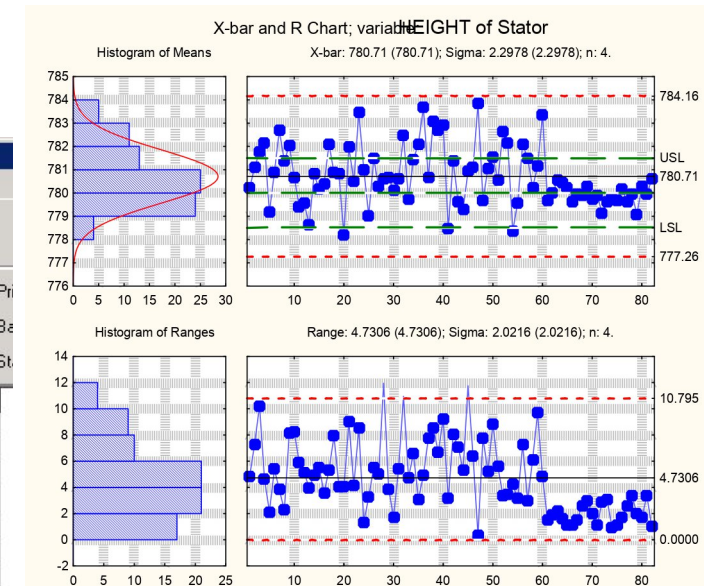 X-bar and R Chart; variable HEIGHT of Stator
Histogram of Means
X-bar: 780.71 (780.71); Sigma: 2.2978 (2.2978); n: 4.
785
784
783
782
781
780
779
778
777
776
0 5 10 15 20 25 30
784.16
USL
780.71
LSL
777.26
10 20 30 40 50 60 70 80
Histogram of Ranges
Range: 4.7306 (4.7306); Sigma: 2.0216 (2.0216); n: 4.
14
12
10
8
6
4
2
0
-2
0 5 10 15 20 25 30
10.795
4.7306
0.0000
10 20 30 40 50 60 70 80